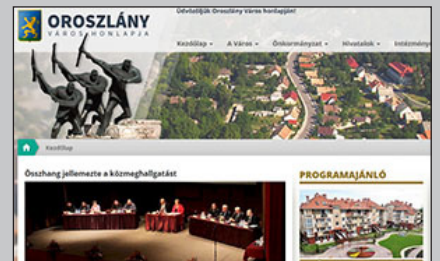 Üdvözöljük Oroszlány Város honlapján!
OROSZLÁNY
VÁROS HONLAPJA
Kezdőlap A Város Önkormányzat Hivatalok Intézmény
Kezdőlap
Összhang jellemezte a közmeghallgatást
PROGRAMAJÁNLÓ